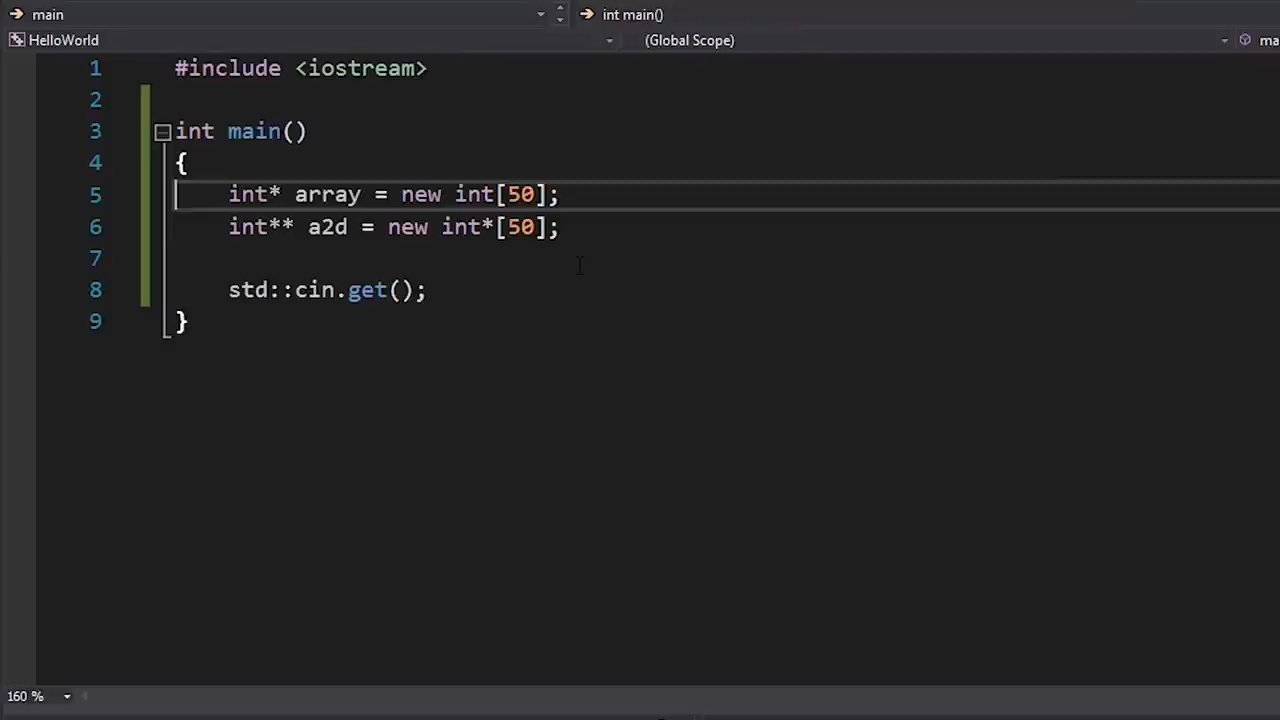 main int main()
HelloWorld (Global Scope) ma
1 #include <iostream>
2
3 int main()
4 {
5 int* array = new int[50];
6 int** a2d = new int*[50];
7
8 std::cin.get();
9 }
160 %